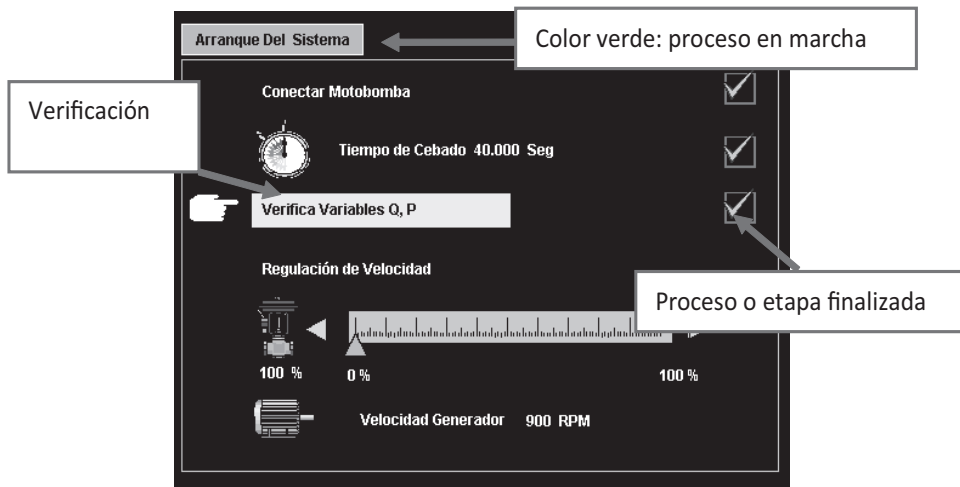 Arranque Del Sistema
Color verde: proceso en marcha
Verificación
Conectar Motobomba
Tiempo de Cebado 40.000 Seg
Verifica Variables Q, P
Regulación de Velocidad
Proceso o etapa finalizada
100 %
0 %
100 %
Velocidad Generador 900 RPM